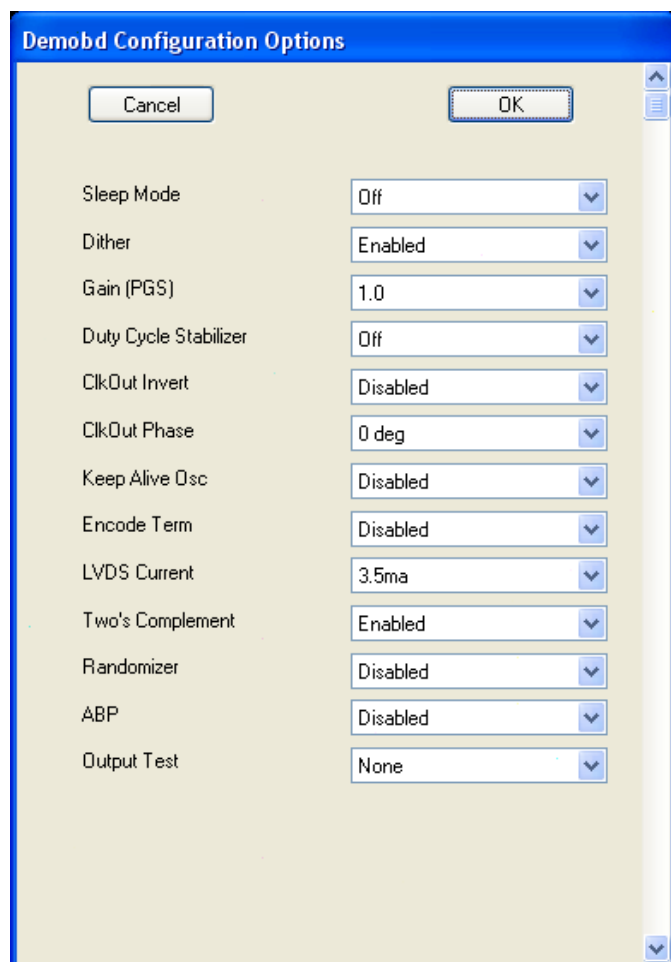 Demobd Configuration Options
Cancel OK
Sleep Mode Off
Dither Enabled
Gain (PGS) 1.0
Duty Cycle Stabilizer Off
ClkOut Invert Disabled
ClkOut Phase 0 deg
Keep Alive Osc Disabled
Encode Term Disabled
LVDS Current 3.5ma
Two's Complement Enabled
Randomizer Disabled
ABP Disabled
Output Test None